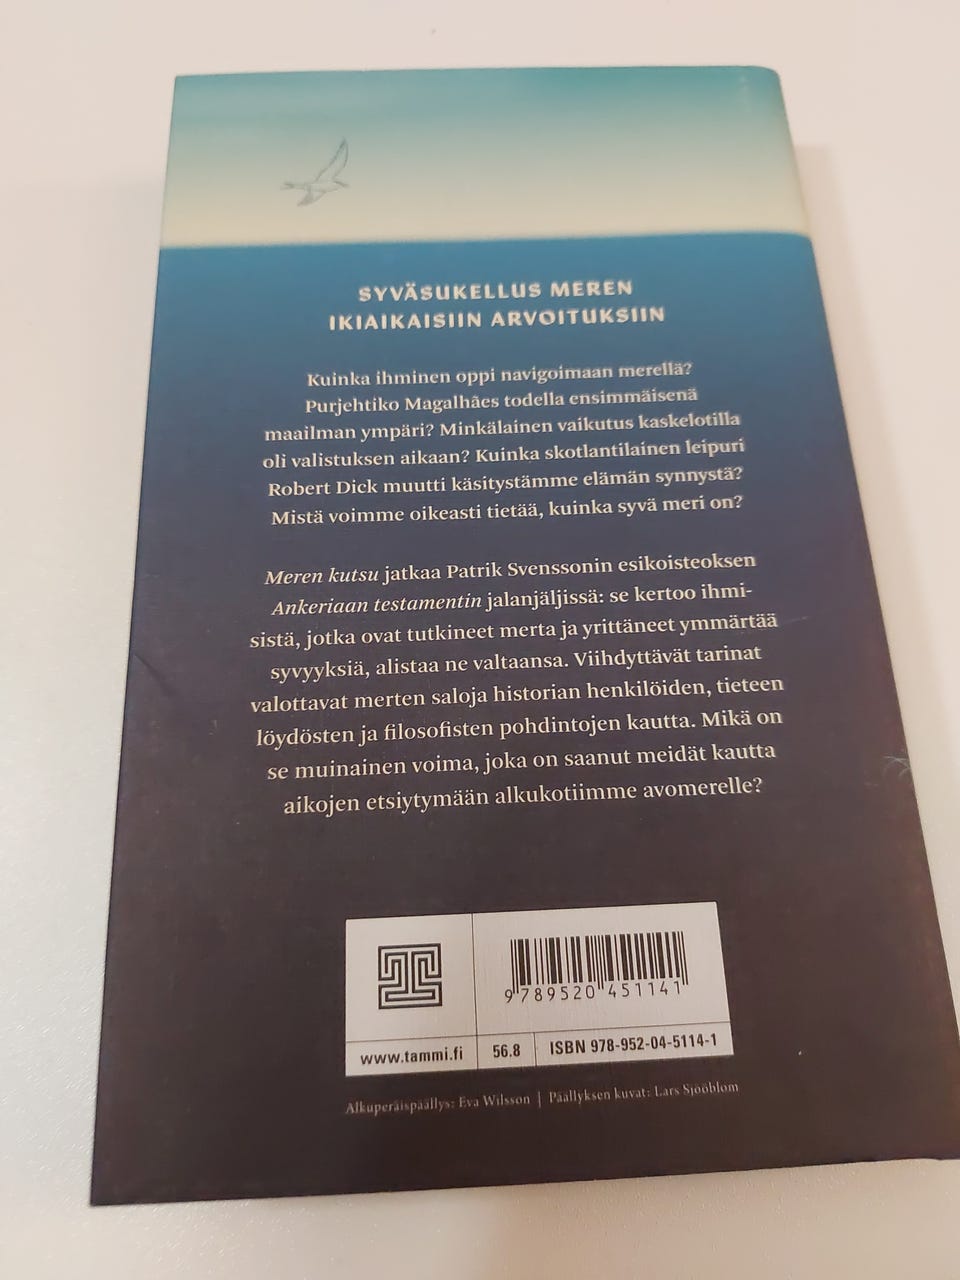 SYVÄSUKELLUS MEREN
IKIAIKAISIIN ARVOITUKSIIN
Kuinka ihminen oppi navigoimaan merellä?
Purjehtiko Magalhães todella ensimmäisenä
maailman ympäri? Minkälainen vaikutus kaskelotilla
oli valistuksen aikaan? Kuinka skotlantilainen leipuri
Robert Dick muutti käsitystämme elämän synnystä?
Mistä voimme oikeasti tietää, kuinka syvä meri on?
Meren kutsu jatkaa Patrik Svenssonin esikoisteoksen
Ankeriaan testamentin jalanjäljissä: se kertoo ihmi-
sistä, jotka ovat tutkineet merta ja yrittäneet ymmärtää
syvyyksiä, alistaa ne valtaansa. Viihdyttävät tarinat
valottavat merten saloja historian henkilöiden, tieteen
löydösten ja filosofisten pohdintojen kautta. Mikä on
se muinainen voima, joka on saanut meidät kautta
aikojen etsiytymään alkukotiimme avomerelle?
9 789520 451141
www.tammi.fi 56.8 ISBN 978-952-04-5114-1
Alkuperäispäällys: Eva Wilsson | Päällyksen kuvat: Lars Sjööblom